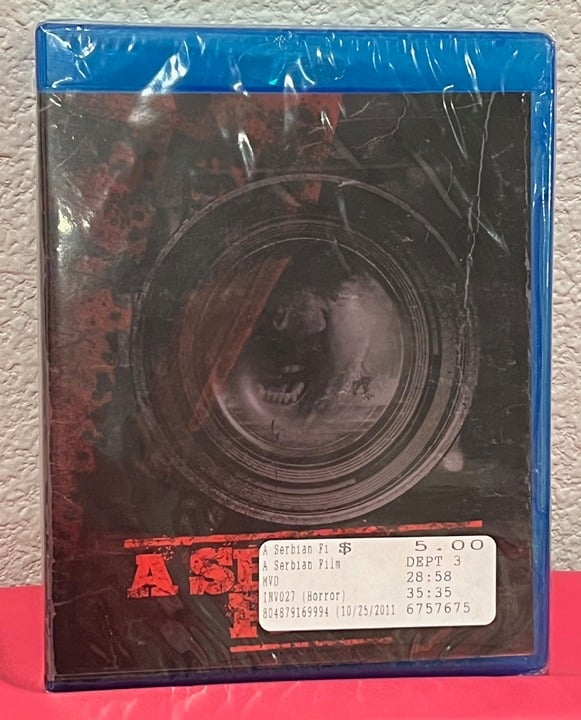 A SE
F
A Serbian Fi $ 5.00
A Serbian Film DEPT 3
MVD 28:58
INV027 (Horror) 35:35
804879169994 (10/25/2011 6757675